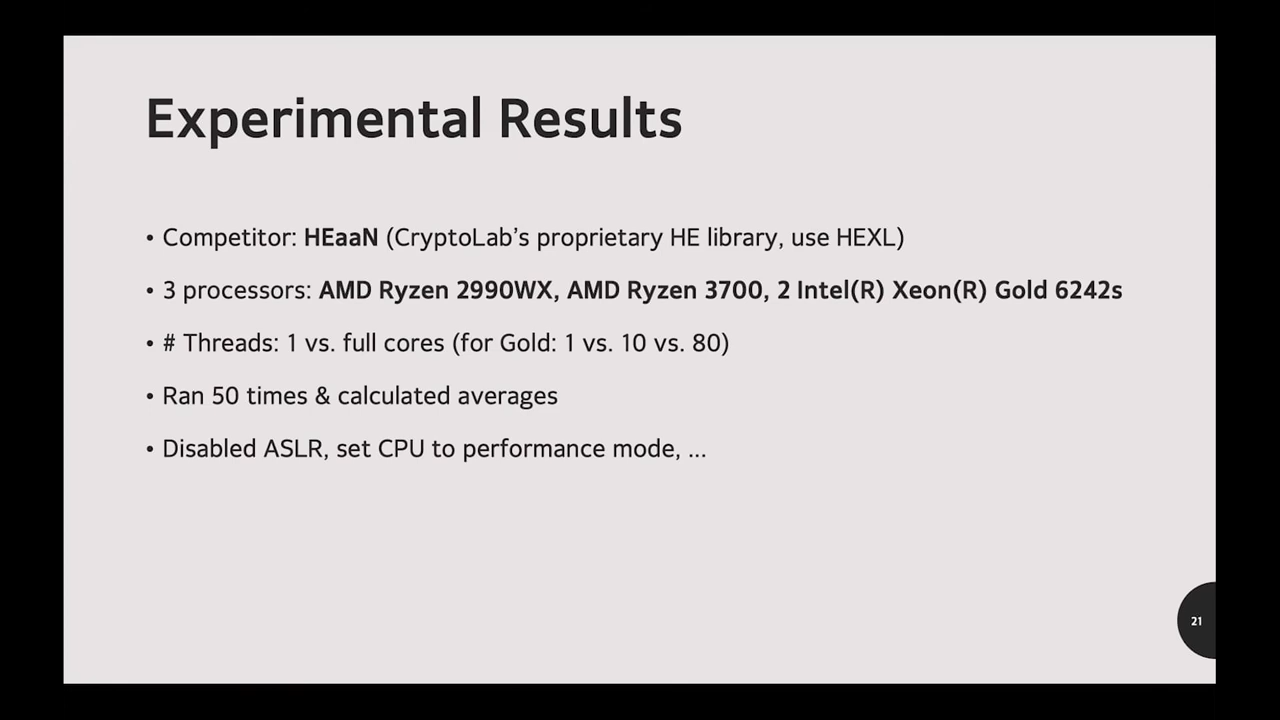 Experimental Results
• Competitor: HEaaN (CryptoLab’s proprietary HE library, use HEXL)
• 3 processors: AMD Ryzen 2990WX, AMD Ryzen 3700, 2 Intel(R) Xeon(R) Gold 6242s
• # Threads: 1 vs. full cores (for Gold: 1 vs. 10 vs. 80)
• Ran 50 times & calculated averages
• Disabled ASLR, set CPU to performance mode, ...
21